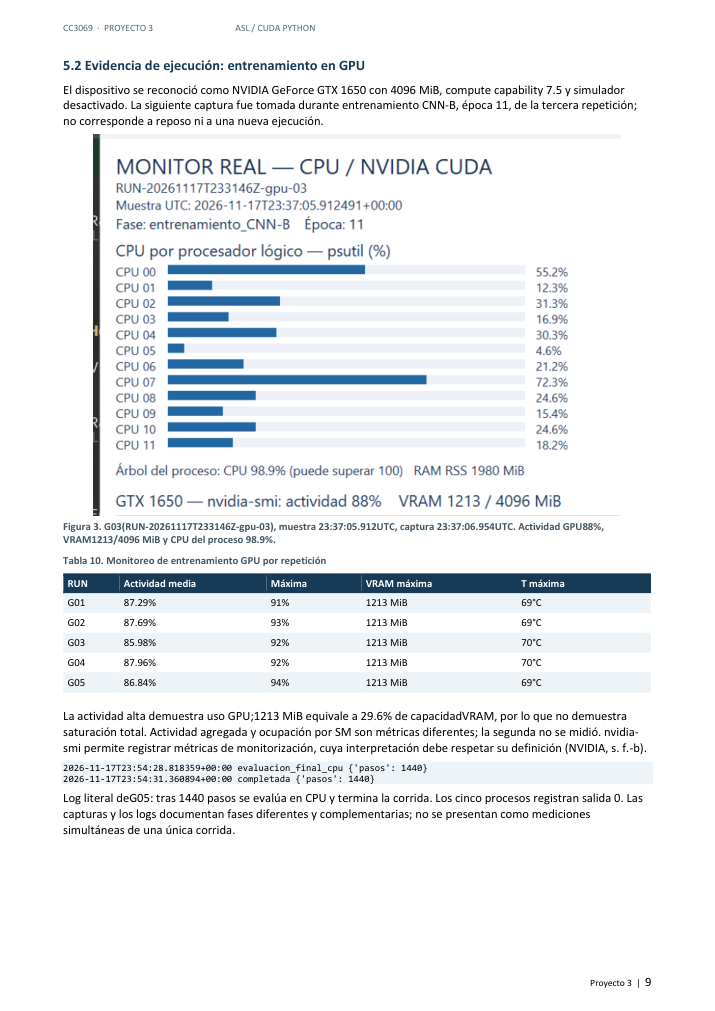 CC3069 · PROYECTO 3 ASL / CUDA PYTHON
5.2 Evidencia de ejecución: entrenamiento en GPU
El dispositivo se reconoció como NVIDIA GeForce GTX 1650 con 4096 MiB, compute capability 7.5 y simulador
desactivado. La siguiente captura fue tomada durante entrenamiento CNN-B, época 11, de la tercera repetición;
no corresponde a reposo ni a una nueva ejecución.
MONITOR REAL — CPU / NVIDIA CUDA
RUN-20261117T233146Z-gpu-03
Muestra UTC: 2026-11-17T23:37:05.912491+00:00
Fase: entrenamiento_CNN-B Época: 11
CPU por procesador lógico — psutil (%)
CPU 00 55.2%
CPU 01 12.3%
CPU 02 31.3%
CPU 03 16.9%
CPU 04 30.3%
CPU 05 4.6%
CPU 06 21.2%
CPU 07 72.3%
CPU 08 24.6%
CPU 09 15.4%
CPU 10 24.6%
CPU 11 18.2%
Árbol del proceso: CPU 98.9% (puede superar 100) RAM RSS 1980 MiB
GTX 1650 — nvidia-smi: actividad 88% VRAM 1213 / 4096 MiB
Figura 3. G03(RUN-20261117T233146Z-gpu-03), muestra 23:37:05.912UTC, captura 23:37:06.954UTC. Actividad GPU88%,
VRAM1213/4096 MiB y CPU del proceso 98.9%.
Tabla 10. Monitoreo de entrenamiento GPU por repetición
RUN Actividad media Máxima VRAM máxima T máxima
G01 87.29% 91% 1213 MiB 69°C
G02 87.69% 93% 1213 MiB 69°C
G03 85.98% 92% 1213 MiB 70°C
G04 87.96% 92% 1213 MiB 70°C
G05 86.84% 94% 1213 MiB 69°C
La actividad alta demuestra uso GPU;1213 MiB equivale a 29.6% de capacidadVRAM, por lo que no demuestra
saturación total. Actividad agregada y ocupación por SM son métricas diferentes; la segunda no se midió. nvidia-
smi permite registrar métricas de monitorización, cuya interpretación debe respetar su definición (NVIDIA, s. f.-b).
2026-11-17T23:54:28.818359+00:00 evaluacion_final_cpu {'pasos': 1440}
2026-11-17T23:54:31.360894+00:00 completada {'pasos': 1440}
Log literal deG05: tras 1440 pasos se evalúa en CPU y termina la corrida. Los cinco procesos registran salida 0. Las
capturas y los logs documentan fases diferentes y complementarias; no se presentan como mediciones
simultáneas de una única corrida.
Proyecto 3 | 9